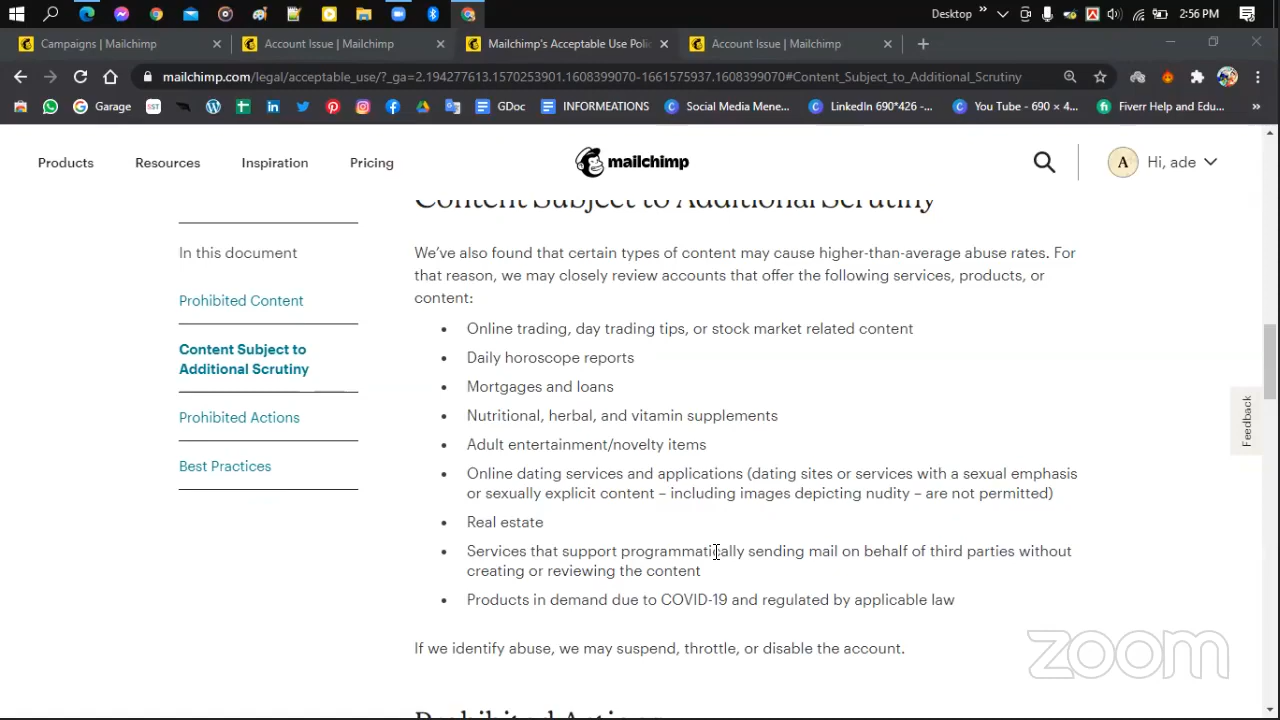 Desktop
2:56 PM
Campaigns | Mailchimp
Account Issue | Mailchimp
Mailchimp's Acceptable Use Polic
Account Issue | Mailchimp
mailchimp.com/legal/acceptable_use/?_ga=2.194277613.1570253901.1608399070-1661575937.1608399070#Content_Subject_to_Additional_Scrutiny
Garage
GDoc
INFORMEATIONS
Social Media Mene...
LinkedIn 690*426 -...
You Tube - 690 × 4...
Fiverr Help and Edu...
Products
Resources
Inspiration
Pricing
mailchimp
A
Hi, ade
Content Subject to Additional Scrutiny
In this document
Prohibited Content
Content Subject to
Additional Scrutiny
Prohibited Actions
Best Practices
We've also found that certain types of content may cause higher-than-average abuse rates. For
that reason, we may closely review accounts that offer the following services, products, or
content:
• Online trading, day trading tips, or stock market related content
• Daily horoscope reports
• Mortgages and loans
• Nutritional, herbal, and vitamin supplements
• Adult entertainment/novelty items
• Online dating services and applications (dating sites or services with a sexual emphasis
or sexually explicit content – including images depicting nudity – are not permitted)
• Real estate
• Services that support programmatically sending mail on behalf of third parties without
creating or reviewing the content
• Products in demand due to COVID-19 and regulated by applicable law
If we identify abuse, we may suspend, throttle, or disable the account.
Prohibited Actions
Feedback
zoom